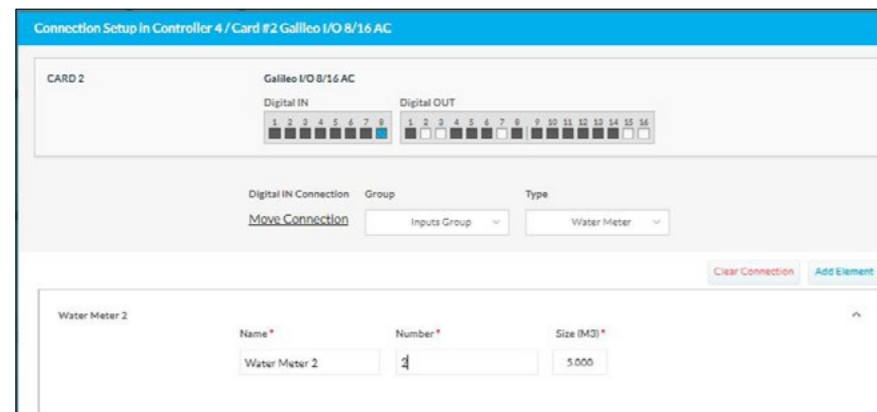 Connection Setup in Controller 4 / Card #2 Galileo I/O 8/16 AC
CARD 2 Galileo I/O 8/16 AC
Digital IN Digital OUT
1 2 3 4 5 6 7 8 1 2 3 4 5 6 7 8 9 10 11 12 13 14 15 16
Digital IN Connection Group Type
Move Connection Inputs Group Water Meter
Clear Connection Add Element
Water Meter 2
Name* Number* Size (M3)*
Water Meter 2 2 5.000